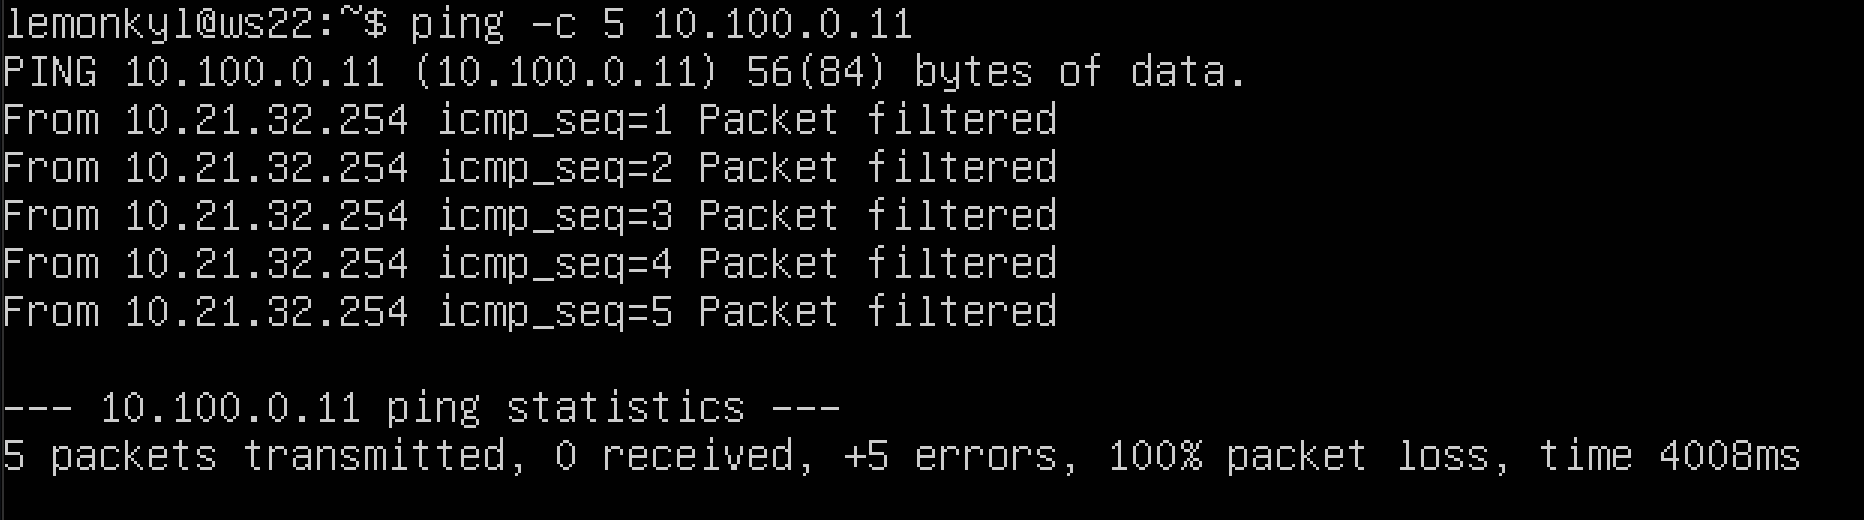 lemonkyl@ws22:~$ ping -c 5 10.100.0.11
PING 10.100.0.11 (10.100.0.11) 56(84) bytes of data.
From 10.21.32.254 icmp_seq=1 Packet filtered
From 10.21.32.254 icmp_seq=2 Packet filtered
From 10.21.32.254 icmp_seq=3 Packet filtered
From 10.21.32.254 icmp_seq=4 Packet filtered
From 10.21.32.254 icmp_seq=5 Packet filtered
--- 10.100.0.11 ping statistics ---
5 packets transmitted, 0 received, +5 errors, 100% packet loss, time 4008ms